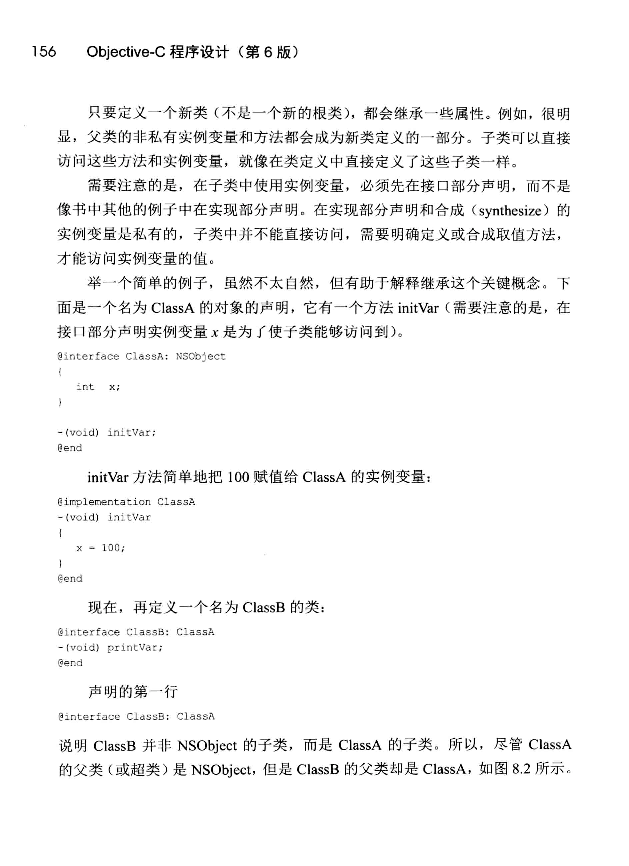 156 Objective-C 程序设计（第 6 版）
只要定义一个新类（不是一个新的根类），都会继承一些属性。例如，很明
显，父类的非私有实例变量和方法都会成为新类定义的一部分。子类可以直接
访问这些方法和实例变量，就像在类定义中直接定义了这些子类一样。
需要注意的是，在子类中使用实例变量，必须先在接口部分声明，而不是
像书中其他的例子中在实现部分声明。在实现部分声明和合成（synthesize）的
实例变量是私有的，子类中并不能直接访问，需要明确定义或合成取值方法，
才能访问实例变量的值。
举一个简单的例子，虽然不太自然，但有助于解释继承这个关键概念。下
面是一个名为 ClassA 的对象的声明，它有一个方法 initVar（需要注意的是，在
接口部分声明实例变量 x 是为了使子类能够访问到）。
@interface ClassA: NSObject
{
int x;
}
-(void) initVar;
@end
initVar 方法简单地把 100 赋值给 ClassA 的实例变量：
@implementation ClassA
-(void) initVar
{
x = 100;
}
@end
现在，再定义一个名为 ClassB 的类：
@interface ClassB: ClassA
-(void) printVar;
@end
声明的第一行
@interface ClassB: ClassA
说明 ClassB 并非 NSObject 的子类，而是 ClassA 的子类。所以，尽管 ClassA
的父类（或超类）是 NSObject，但是 ClassB 的父类却是 ClassA，如图 8.2 所示。